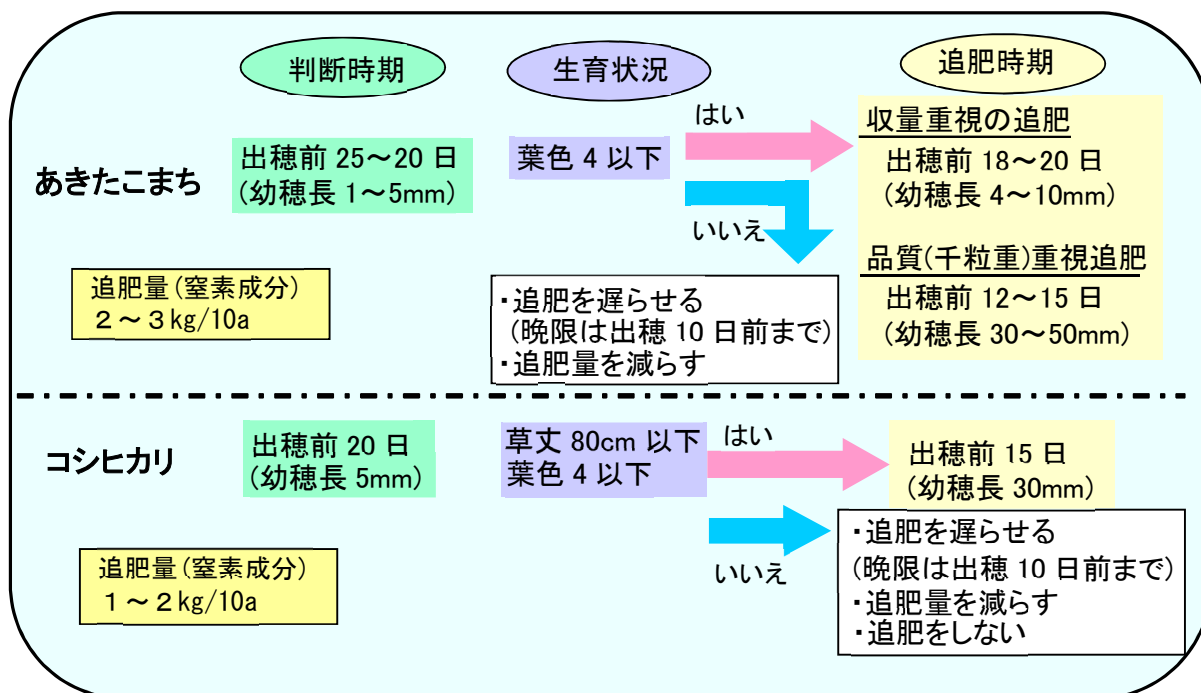 判断時期
生育状況
追肥時期
あきたこまち
出穂前 25～20 日
(幼穂長 1～5mm)
葉色 4 以下
はい
いいえ
収量重視の追肥
出穂前 18～20 日
(幼穂長 4～10mm)
品質(千粒重)重視追肥
出穂前 12～15 日
(幼穂長 30～50mm)
追肥量(窒素成分)
２～３kg/10a
・追肥を遅らせる
(晩限は出穂 10 日前まで)
・追肥量を減らす
コシヒカリ
出穂前 20 日
(幼穂長 5mm)
草丈 80cm 以下
葉色 4 以下
はい
いいえ
出穂前 15 日
(幼穂長 30mm)
追肥量(窒素成分)
１～２kg/10a
・追肥を遅らせる
(晩限は出穂 10 日前まで)
・追肥量を減らす
・追肥をしない